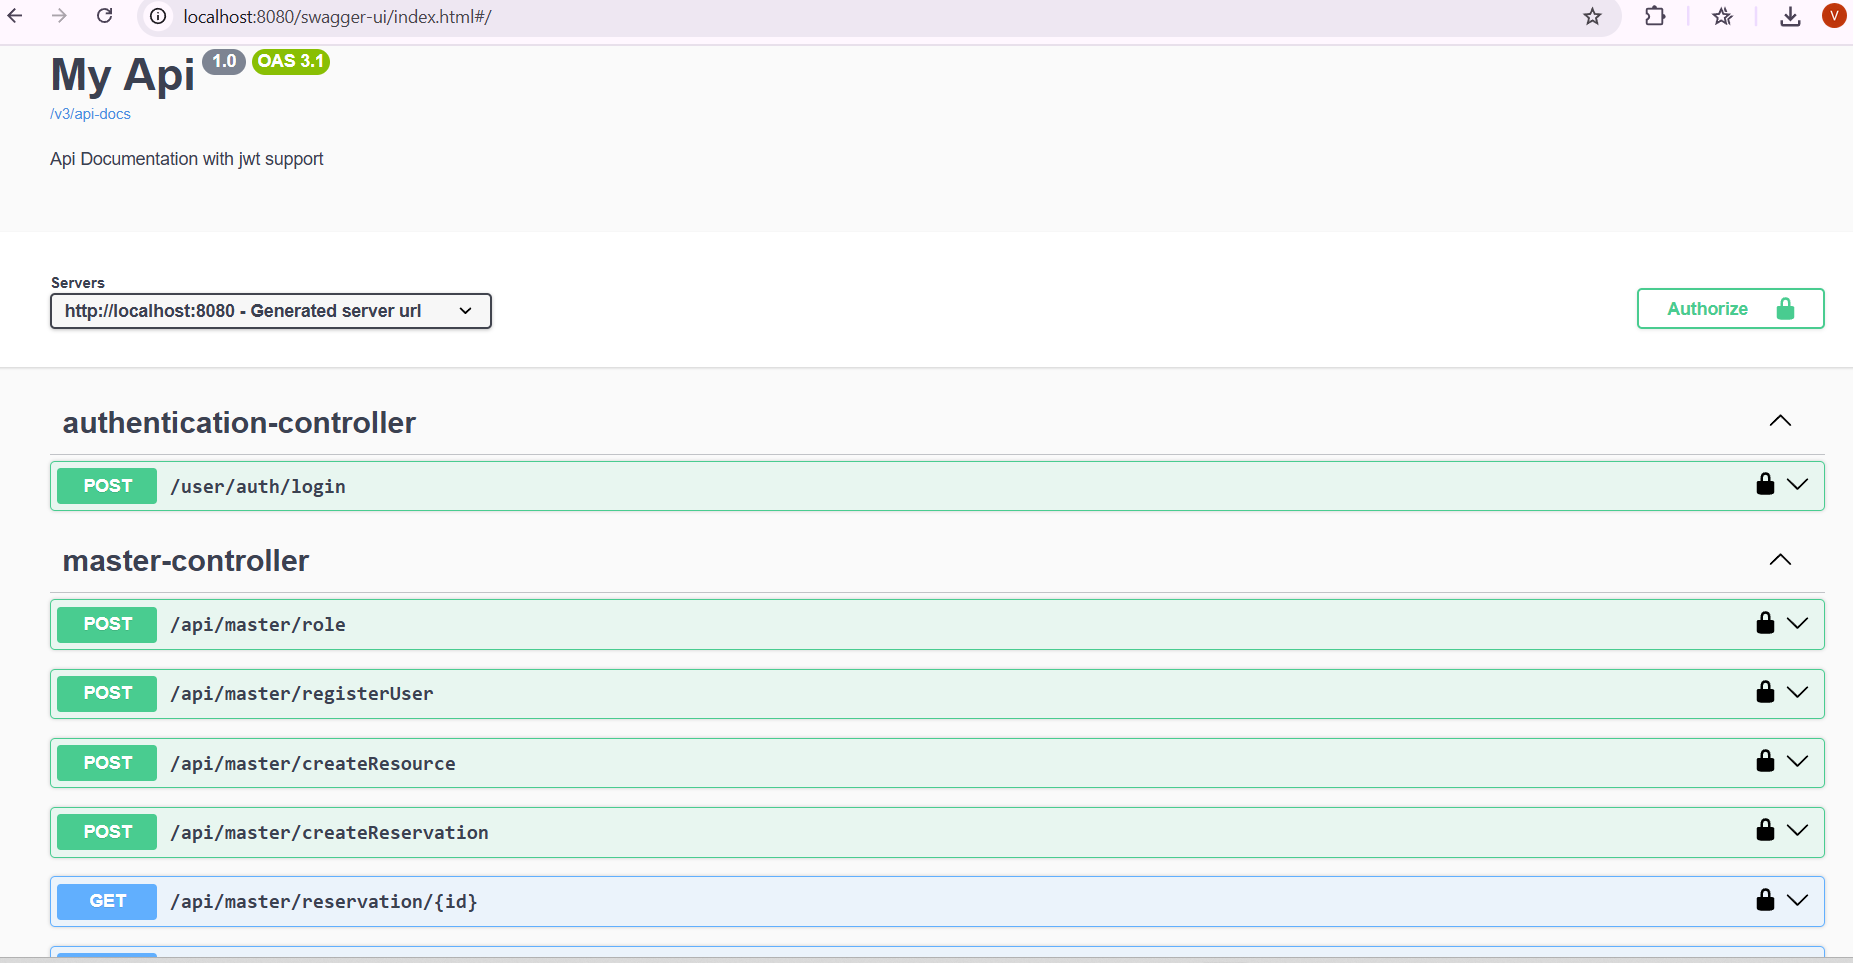 localhost:8080/swagger-ui/index.html#/
V
My Api 1.0 OAS 3.1
/v3/api-docs
Api Documentation with jwt support
Servers
http://localhost:8080 - Generated server url
Authorize
authentication-controller
POST /user/auth/login
master-controller
POST /api/master/role
POST /api/master/registerUser
POST /api/master/createResource
POST /api/master/createReservation
GET /api/master/reservation/{id}